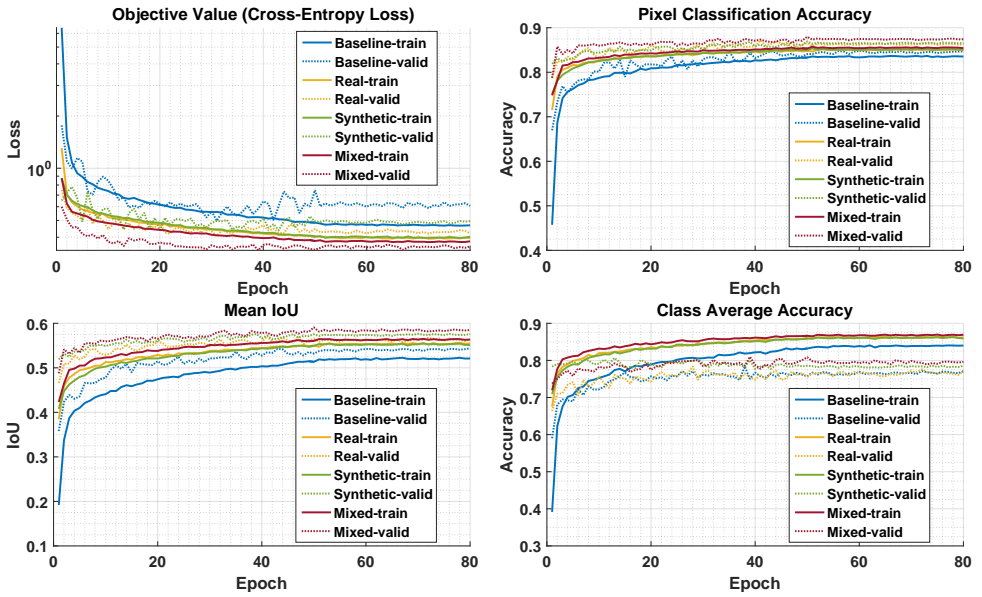 Objective Value (Cross-Entropy Loss)
Loss
10^0
Baseline-train
Baseline-valid
Real-train
Real-valid
Synthetic-train
Synthetic-valid
Mixed-train
Mixed-valid
0 20 40 60 80
Epoch
Pixel Classification Accuracy
Accuracy
0.9
0.8
0.7
0.6
0.5
0.4
Baseline-train
Baseline-valid
Real-train
Real-valid
Synthetic-train
Synthetic-valid
Mixed-train
Mixed-valid
0 20 40 60 80
Epoch
Mean IoU
IoU
0.6
0.5
0.4
0.3
0.2
0.1
Baseline-train
Baseline-valid
Real-train
Real-valid
Synthetic-train
Synthetic-valid
Mixed-train
Mixed-valid
0 20 40 60 80
Epoch
Class Average Accuracy
Accuracy
0.9
0.8
0.7
0.6
0.5
0.4
0.3
Baseline-train
Baseline-valid
Real-train
Real-valid
Synthetic-train
Synthetic-valid
Mixed-train
Mixed-valid
0 20 40 60 80
Epoch